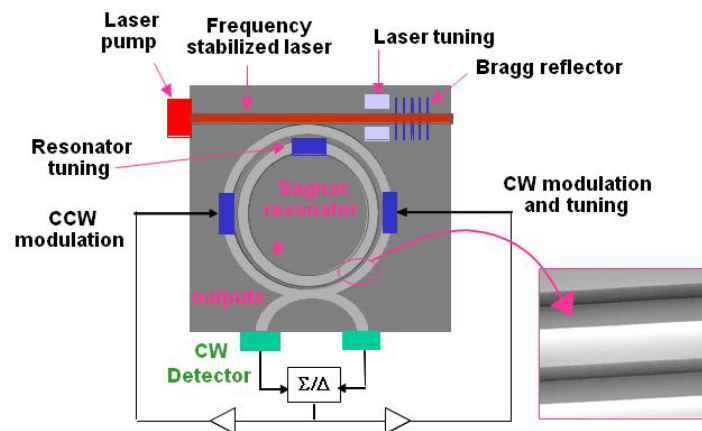 Laser
pump
Frequency
stabilized laser
Laser tuning
Bragg reflector
Resonator
tuning
Sagnac
resonator
CCW
modulation
CW modulation
and tuning
outputs
CW
Detector
Σ/Δ